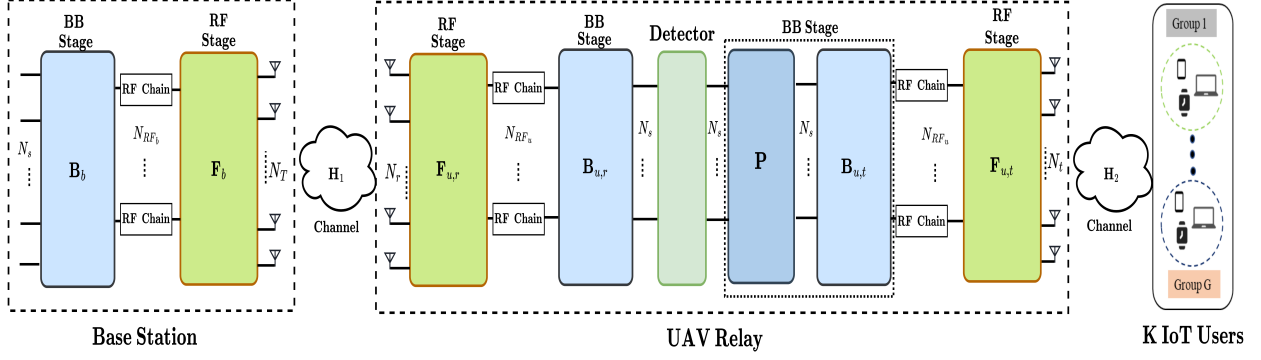 BB
Stage
RF
Stage
N_s
B_b
RF Chain
N_{RF_b}
RF Chain
F_b
N_T
Base Station
H_1
Channel
RF
Stage
N_r
F_{u,r}
RF Chain
N_{RF_u}
RF Chain
BB
Stage
B_{u,r}
N_s
Detector
N_s
BB Stage
P
N_s
B_{u,t}
RF Chain
N_{RF_u}
RF Chain
RF
Stage
F_{u,t}
N_t
UAV Relay
H_2
Channel
Group 1
Group G
K IoT Users